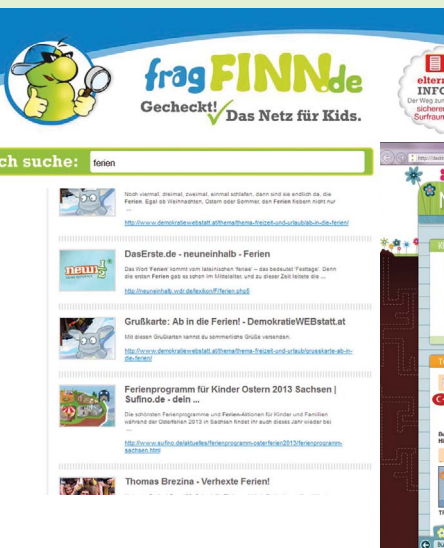 frag FINN.de
Gecheckt! Das Netz für Kids.
eltern
INFO
Der Weg zum
sicheren
Surfraum
ch suche: ferien
Noch viermal, dreimal, zweimal, einmal schlafen, dann sind sie endlich da, die
Ferien. Egal ob Weihnachten, Ostern oder Sommer, den Ferien fiebern nicht nur
...
http://www.demokratiewebstatt.at/thema/thema-freizeit-und-urlaub/ab-in-die-ferien/
neun½
DasErste.de - neuneinhalb - Ferien
Das Wort 'Ferien' kommt vom lateinischen 'feriae' – das bedeutet 'Festtage'. Denn
die ersten Ferien gab es schon im Mittelalter, und zu dieser Zeit leitete die ...
http://neuneinhalb.wdr.de/lexikon/F/ferien.php5
Grußkarte: Ab in die Ferien! - DemokratieWEBstatt.at
Mit diesen Grußkarten kannst du sommerliche Grüße versenden.
http://www.demokratiewebstatt.at/thema/thema-freizeit-und-urlaub/grusskarte-ab-in-
die-ferien/
Ferienprogramm für Kinder Ostern 2013 Sachsen |
Sufino.de - dein ...
Die schönsten Ferienprogramme und Ferien-Aktionen für Kinder und Familien
während der Osterferien 2013 in Sachsen findet ihr auch dieses Jahr wieder bei
...
http://www.sufino.de/aktuelles/ferienprogramm-osterferien2013/ferienprogramm-
sachsen.html
Thomas Brezina - Verhexte Ferien!